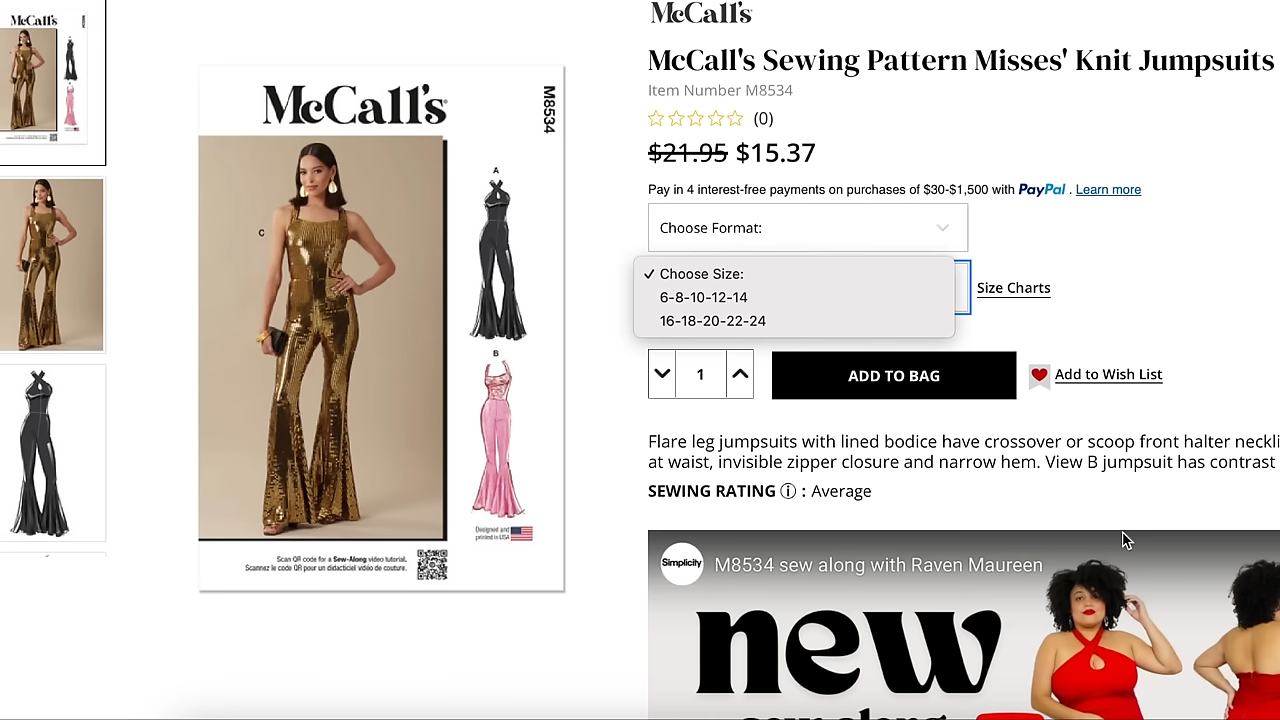 McCall's
McCall's
McCall's Sewing Pattern Misses' Knit Jumpsuits
Item Number M8534
(0)
$21.95 $15.37
Pay in 4 interest-free payments on purchases of $30-$1,500 with PayPal . Learn more
Choose Format:
✓ Choose Size:
6-8-10-12-14
16-18-20-22-24
Size Charts
1
ADD TO BAG
Add to Wish List
Flare leg jumpsuits with lined bodice have crossover or scoop front halter neckli
at waist, invisible zipper closure and narrow hem. View B jumpsuit has contrast
SEWING RATING ⓘ : Average
Simplicity
M8534 sew along with Raven Maureen
new
sew along
McCall's
M8534
A
C
B
Designed and
printed in USA
Scan QR code for a Sew-Along video tutorial.
Scannez le code QR pour un didacticiel vidéo de couture.